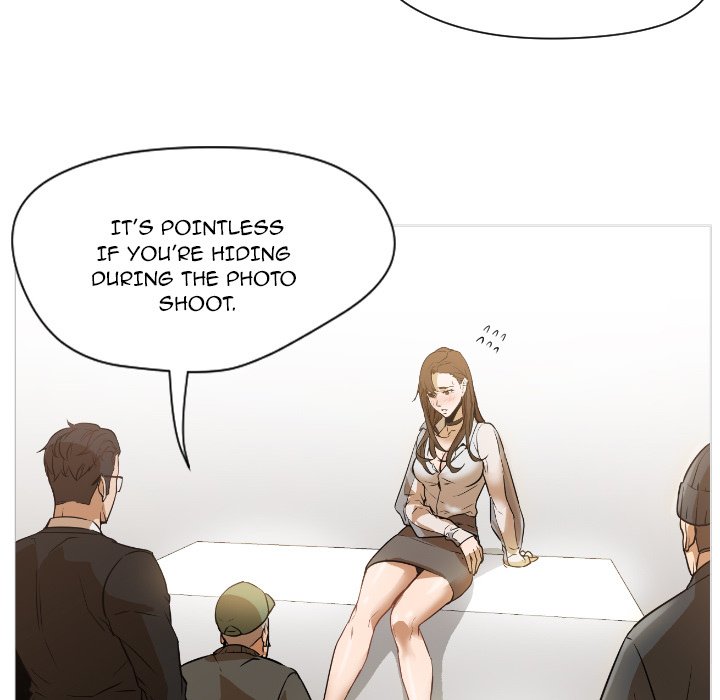 IT'S POINTLESS
IF YOU'RE HIDING
DURING THE PHOTO
SHOOT.